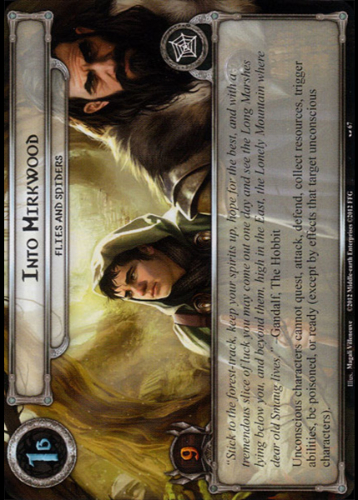 1B
INTO MIRKWOOD
FLIES AND SPIDERS
9
“Stick to the forest-track, keep your spirits up, hope for the best, and with a
tremendous slice of luck you may come out one day and see the Long Marshes
lying below you, and beyond them, high in the East, the Lonely Mountain where
dear old Smaug lives.” –Gandalf, The Hobbit
Unconscious characters cannot quest, attack, defend, collect resources, trigger
abilities, be poisoned, or ready (except by effects that target unconscious
characters).
Illus. Magali Villeneuve ©2012 Middle-earth Enterprises ©2012 FFG 67